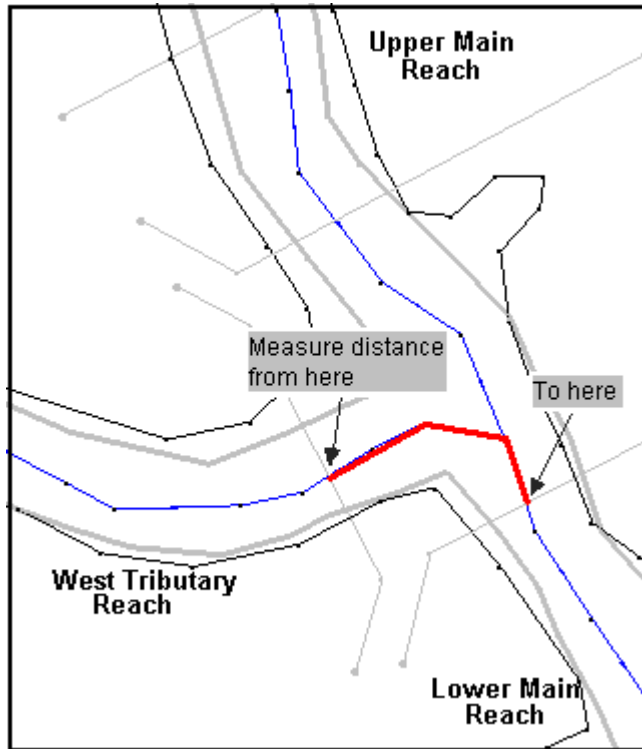 Upper Main
Reach
Measure distance
from here
To here
West Tributary
Reach
Lower Main
Reach